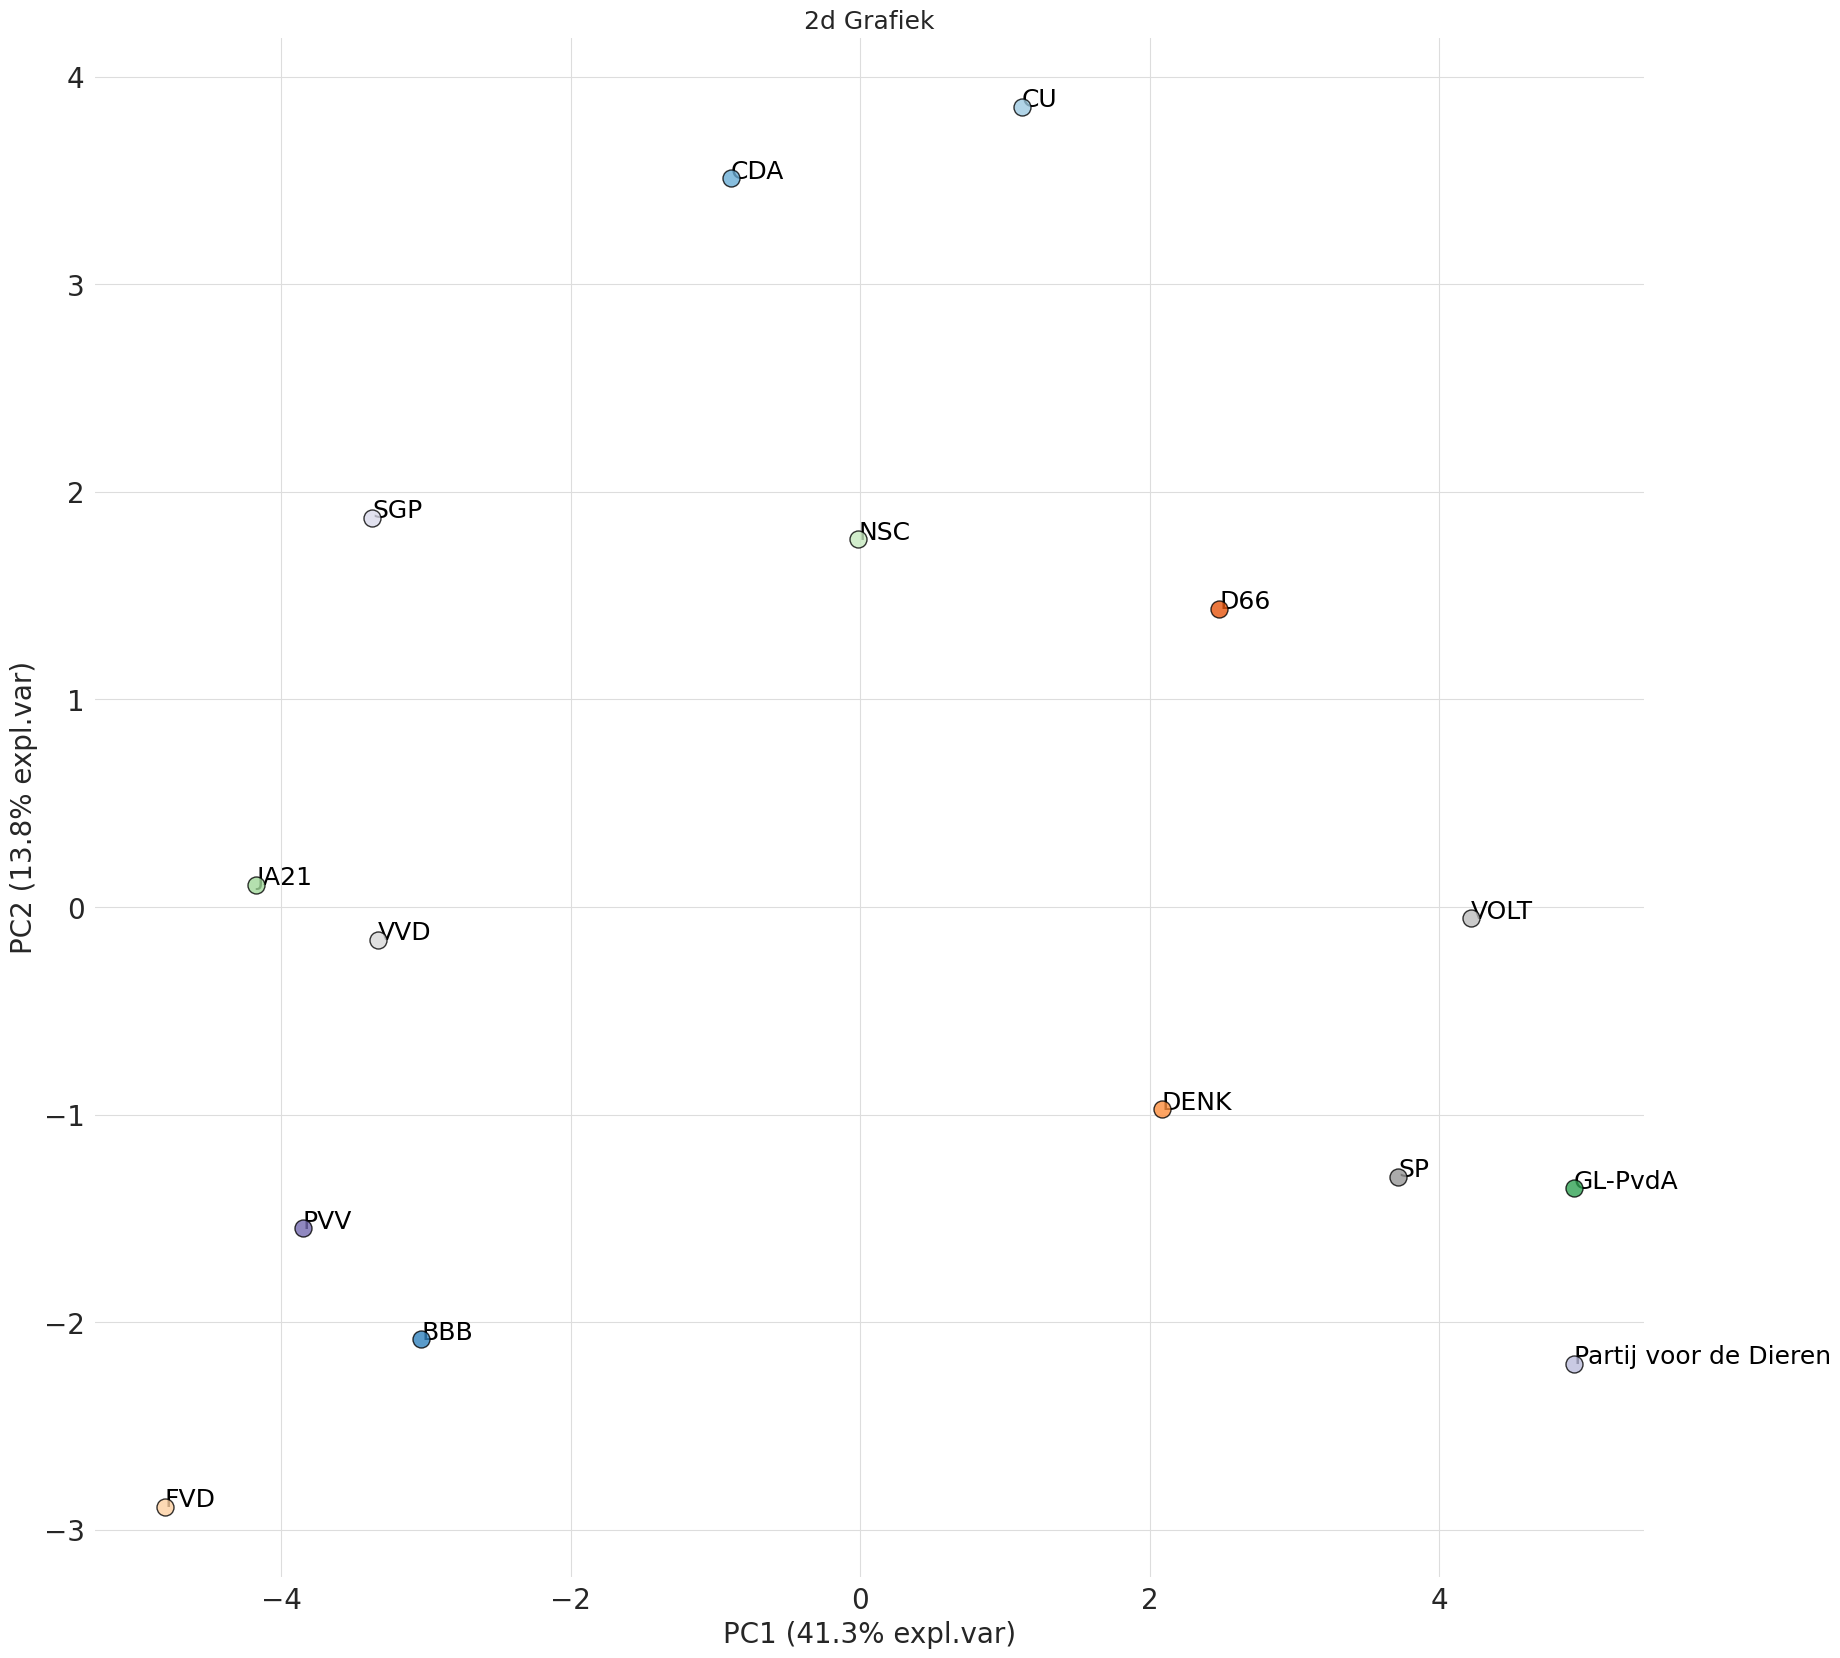 2d Grafiek
4
CU
CDA
3
2
SGP
NSC
D66
1
PC2 (13.8% expl.var)
JA21
0
VOLT
VVD
−1
DENK
SP
GL-PvdA
PVV
−2
BBB
Partij voor de Dieren
FVD
−3
−4
−2
0
2
4
PC1 (41.3% expl.var)